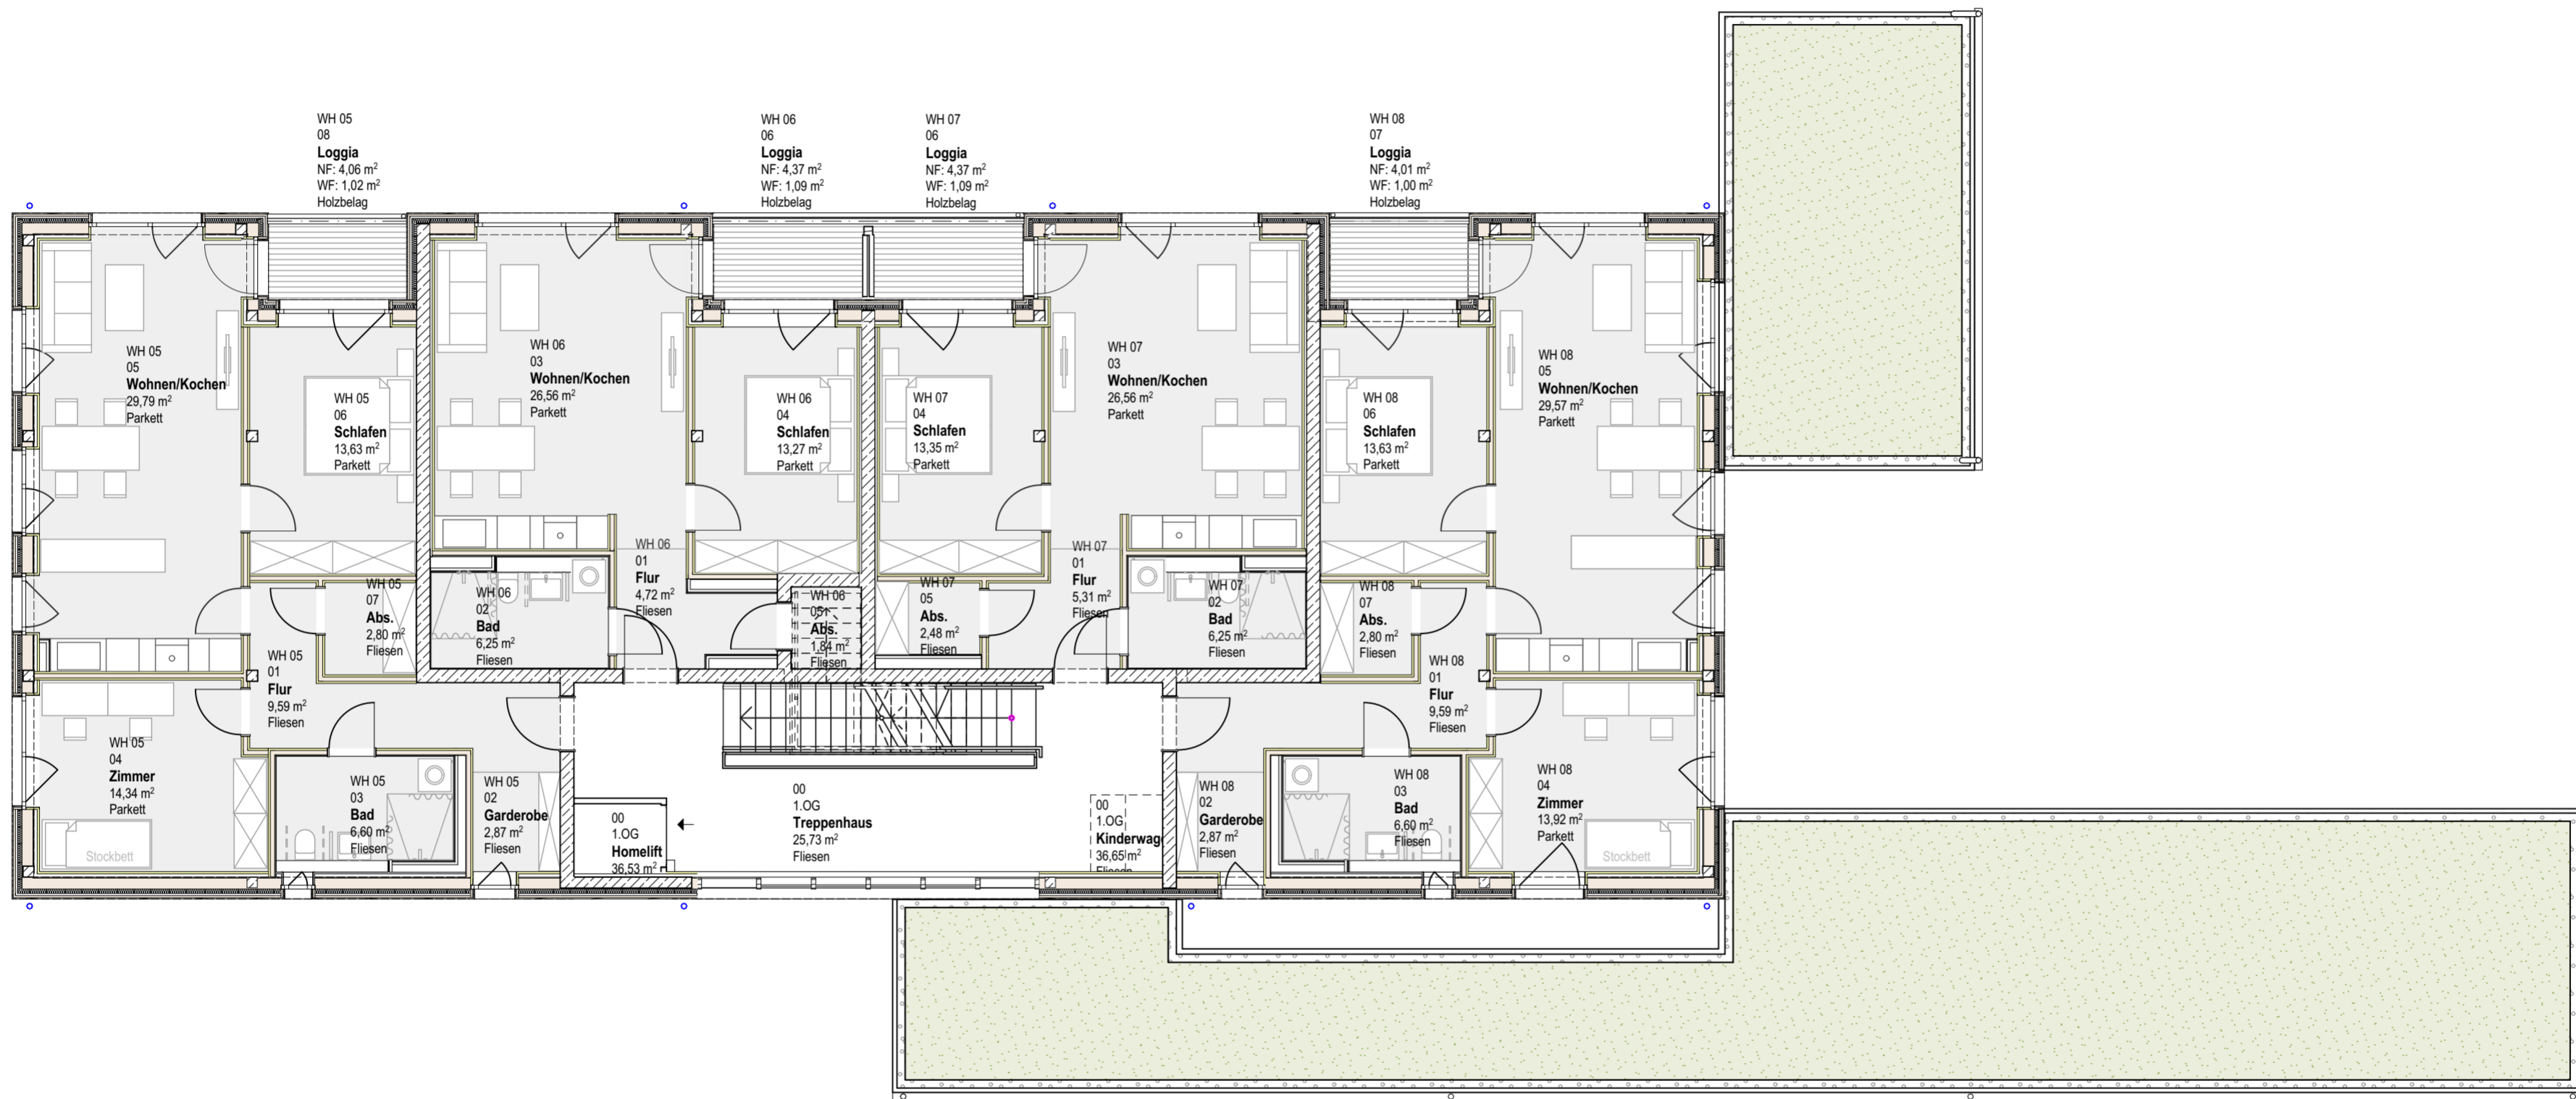 WH 05
08
Loggia
NF: 4,06 m²
WF: 1,02 m²
Holzbelag
WH 06
06
Loggia
NF: 4,37 m²
WF: 1,09 m²
Holzbelag
WH 07
06
Loggia
NF: 4,37 m²
WF: 1,09 m²
Holzbelag
WH 08
07
Loggia
NF: 4,01 m²
WF: 1,00 m²
Holzbelag
WH 05
05
Wohnen/Kochen
29,79 m²
Parkett
WH 05
06
Schlafen
13,63 m²
Parkett
WH 06
03
Wohnen/Kochen
26,56 m²
Parkett
WH 06
04
Schlafen
13,27 m²
Parkett
WH 07
04
Schlafen
13,35 m²
Parkett
WH 07
03
Wohnen/Kochen
26,56 m²
Parkett
WH 08
06
Schlafen
13,63 m²
Parkett
WH 08
05
Wohnen/Kochen
29,57 m²
Parkett
WH 05
07
Abs.
2,80 m²
Fliesen
WH 06
02
Bad
6,25 m²
Fliesen
WH 06
01
Flur
4,72 m²
Fliesen
WH 06
05
Abs.
1,84 m²
Fliesen
WH 07
05
Abs.
2,48 m²
Fliesen
WH 07
01
Flur
5,31 m²
Fliesen
WH 07
02
Bad
6,25 m²
Fliesen
WH 08
07
Abs.
2,80 m²
Fliesen
WH 05
01
Flur
9,59 m²
Fliesen
WH 08
01
Flur
9,59 m²
Fliesen
WH 05
04
Zimmer
14,34 m²
Parkett
Stockbett
WH 05
03
Bad
6,60 m²
Fliesen
WH 05
02
Garderobe
2,87 m²
Fliesen
00
1.OG
Homelift
36,53 m²
00
1.OG
Treppenhaus
25,73 m²
Fliesen
00
1.OG
Kinderwag
36,65 m²
Fliesen
WH 08
02
Garderobe
2,87 m²
Fliesen
WH 08
03
Bad
6,60 m²
Fliesen
WH 08
04
Zimmer
13,92 m²
Parkett
Stockbett